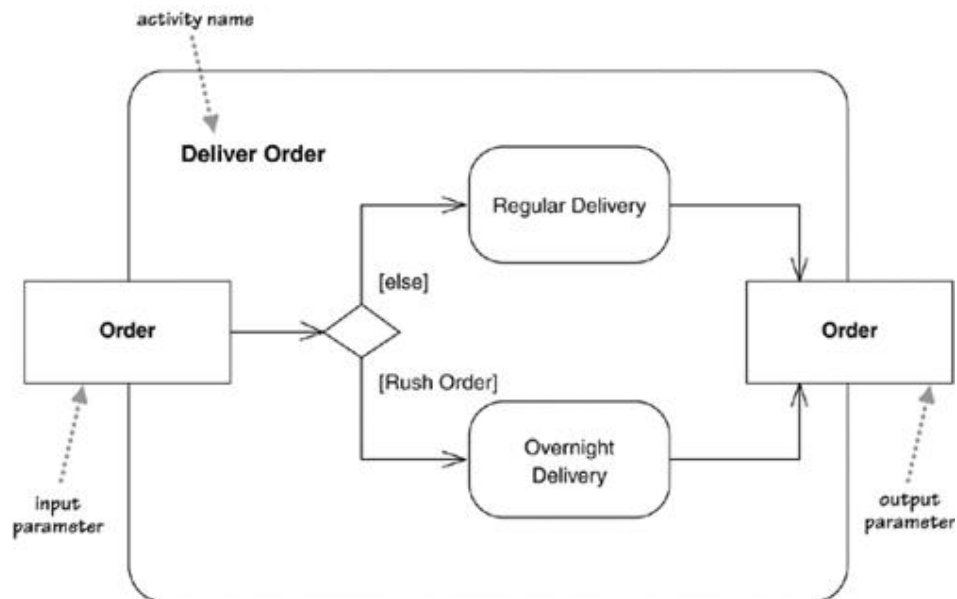 activity name
Deliver Order
Regular Delivery
[else]
Order
Order
[Rush Order]
Overnight
Delivery
input
parameter
output
parameter